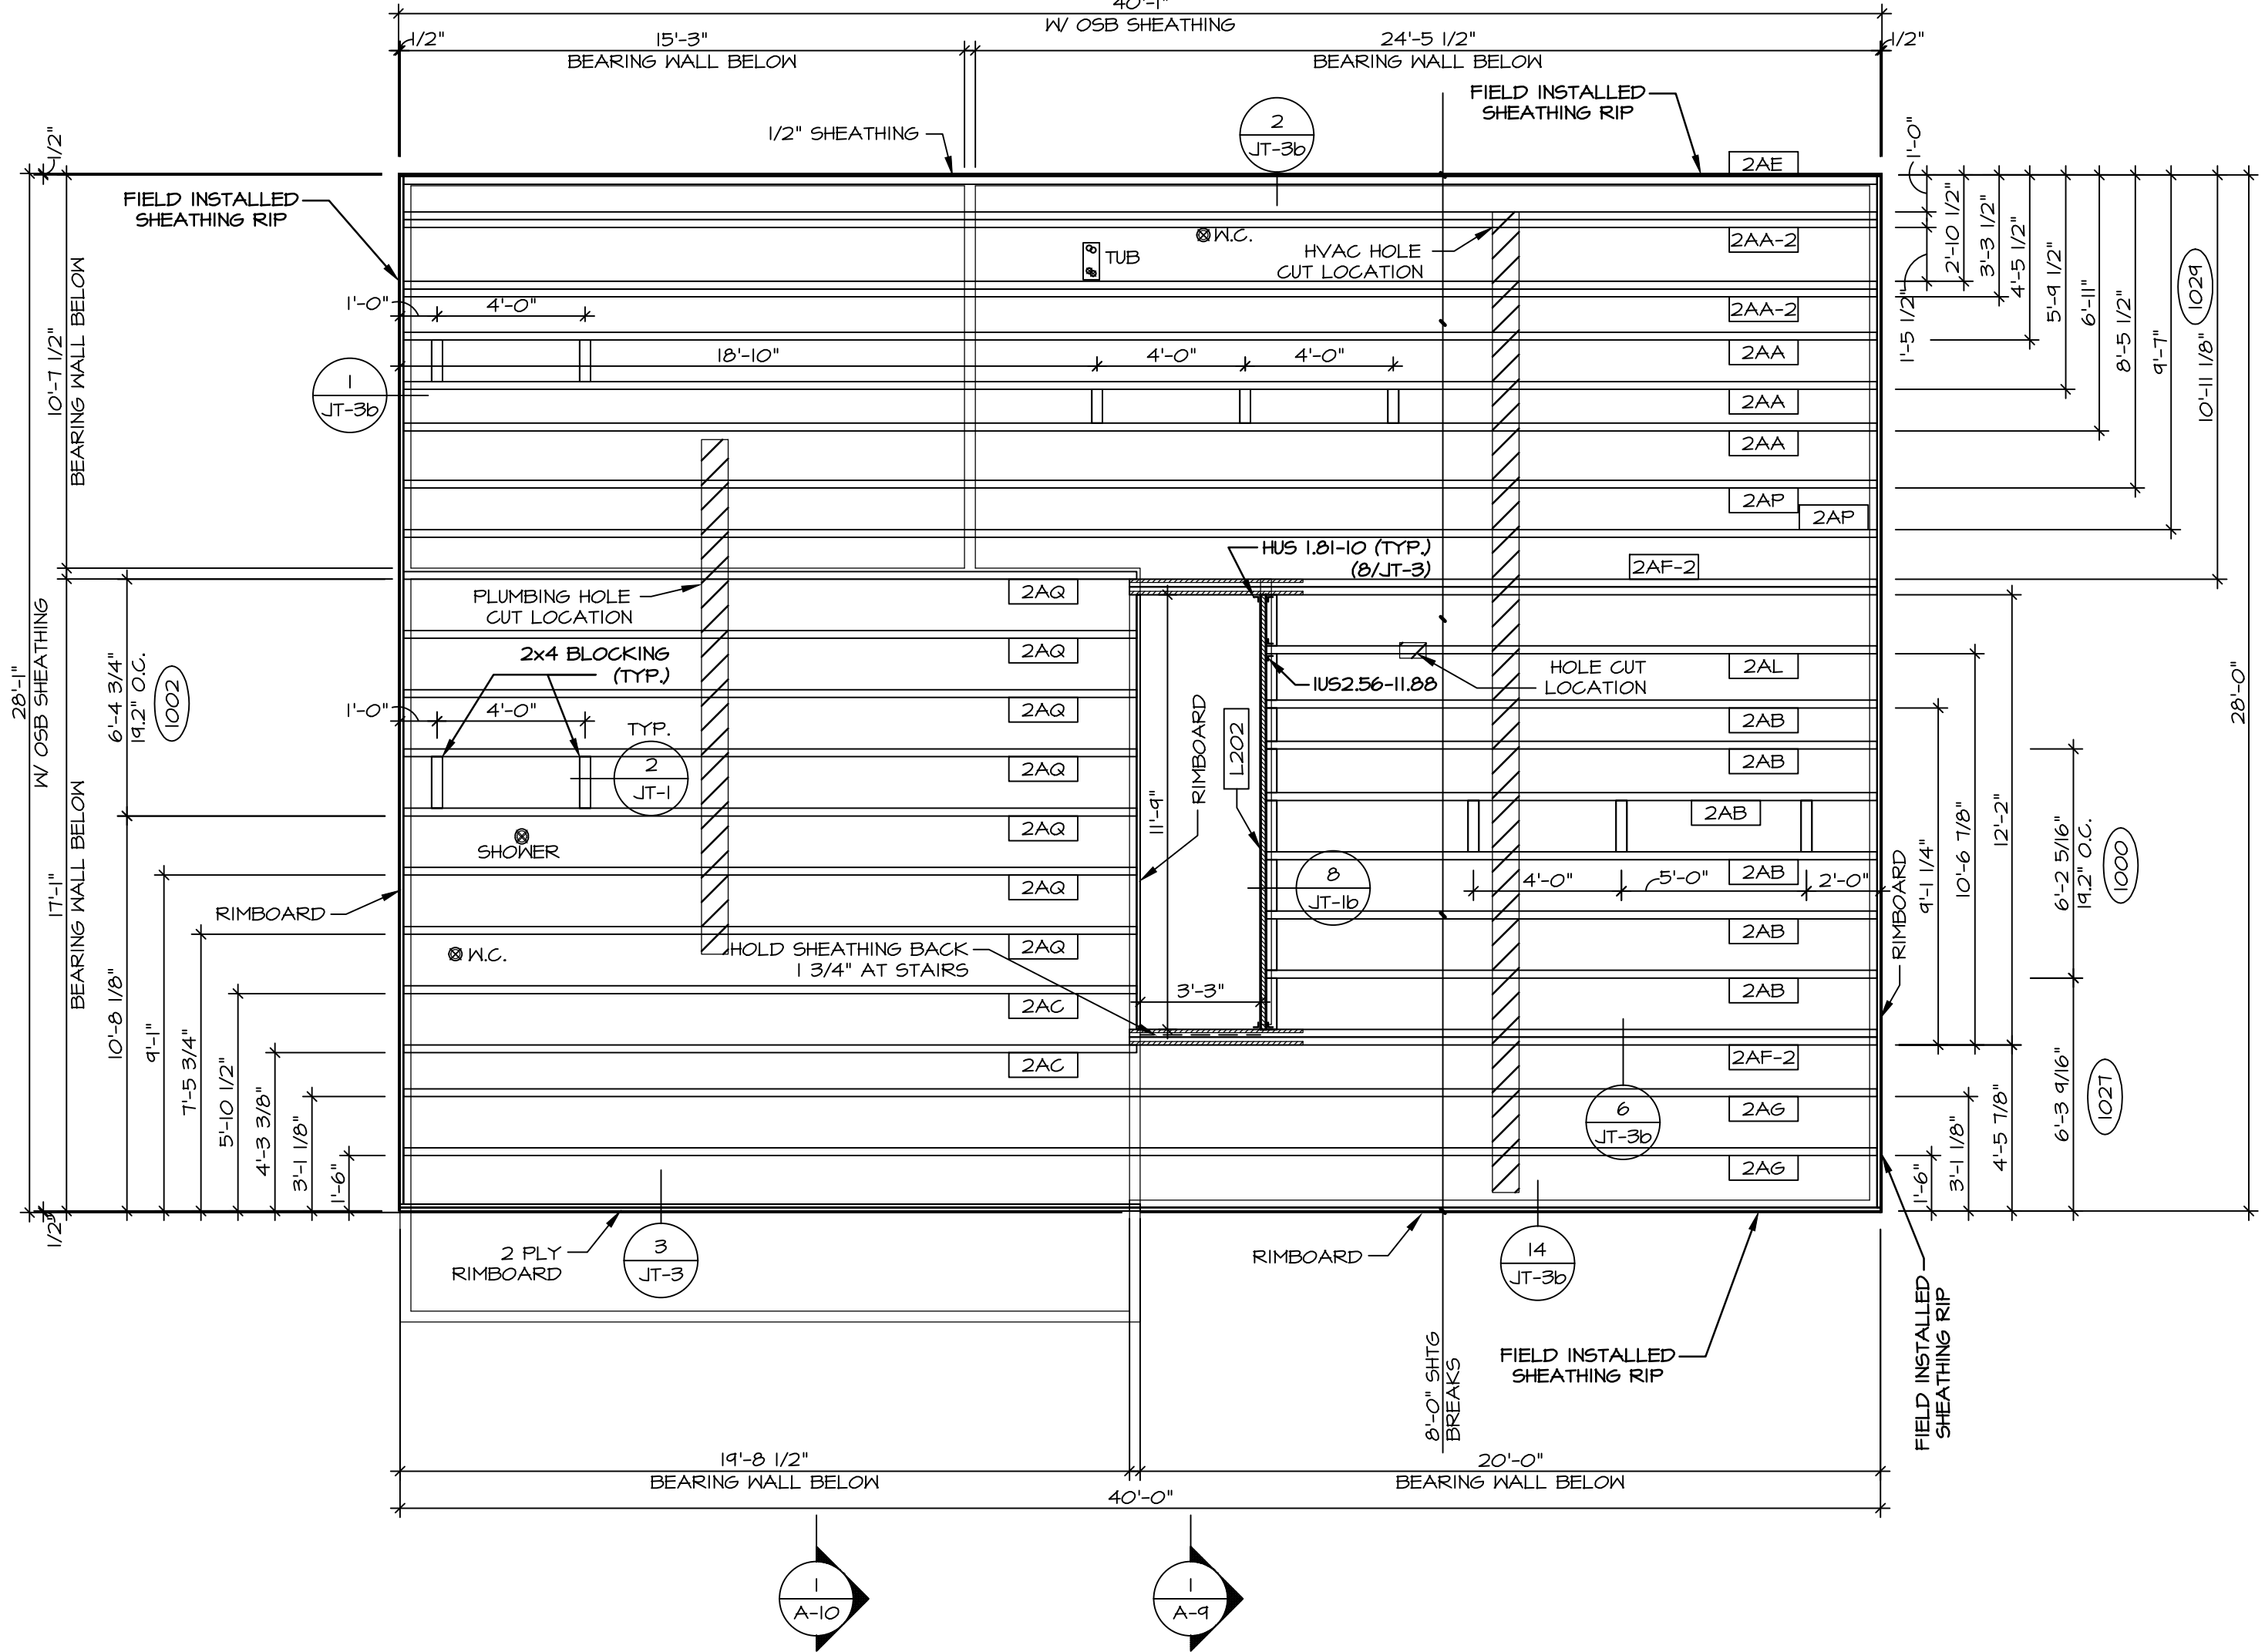 40'-1"
W/ OSB SHEATHING
1/2"
15'-3"
BEARING WALL BELOW
24'-5 1/2"
BEARING WALL BELOW
1/2"
FIELD INSTALLED
SHEATHING RIP
1/2" SHEATHING
2
JT-3b
2AE
1/2"
FIELD INSTALLED
SHEATHING RIP
W.C.
TUB
HVAC HOLE
CUT LOCATION
2AA-2
2AA-2
1'-0"
4'-0"
18'-10"
4'-0"
4'-0"
2AA
1
JT-3b
2AA
2AA
2AP
2AP
1'-0"
1'-5 1/2"
2'-10 1/2"
3'-3 1/2"
4'-5 1/2"
5'-9 1/2"
6'-11"
8'-5 1/2"
9'-7"
1029
10'-11 1/8"
28'-0"
10'-7 1/2"
BEARING WALL BELOW
28'-1"
W/ OSB SHEATHING
17'-1"
BEARING WALL BELOW
6'-4 3/4"
19.2" O.C.
1002
HUS 1.81-10 (TYP.)
(8/JT-3)
2AF-2
PLUMBING HOLE
CUT LOCATION
2AQ
2x4 BLOCKING
(TYP.)
2AQ
IUS2.56-11.88
HOLE CUT
LOCATION
2AL
1'-0"
4'-0"
TYP.
2
JT-1
2AQ
2AQ
RIMBOARD
L202
11'-9"
2AB
2AB
2AB
SHOWER
2AQ
2AQ
8
JT-1b
2AB
4'-0"
5'-0"
2'-0"
RIMBOARD
RIMBOARD
W.C.
HOLD SHEATHING BACK
1 3/4" AT STAIRS
2AQ
2AB
3'-3"
2AC
2AB
2AC
2AF-2
6
JT-3b
2AG
2AG
10'-8 1/8"
9'-1"
7'-5 3/4"
5'-10 1/2"
4'-3 3/8"
3'-1 1/8"
1'-6"
1/2"
9'-1 1/4"
10'-6 7/8"
12'-2"
6'-2 5/16"
19.2" O.C.
1000
1'-6"
3'-1 1/8"
4'-5 7/8"
6'-3 9/16"
1027
2 PLY
RIMBOARD
3
JT-3
RIMBOARD
14
JT-3b
8'-0" SHTG
BREAKS
FIELD INSTALLED
SHEATHING RIP
FIELD INSTALLED
SHEATHING RIP
19'-8 1/2"
BEARING WALL BELOW
20'-0"
BEARING WALL BELOW
40'-0"
1
A-10
1
A-9